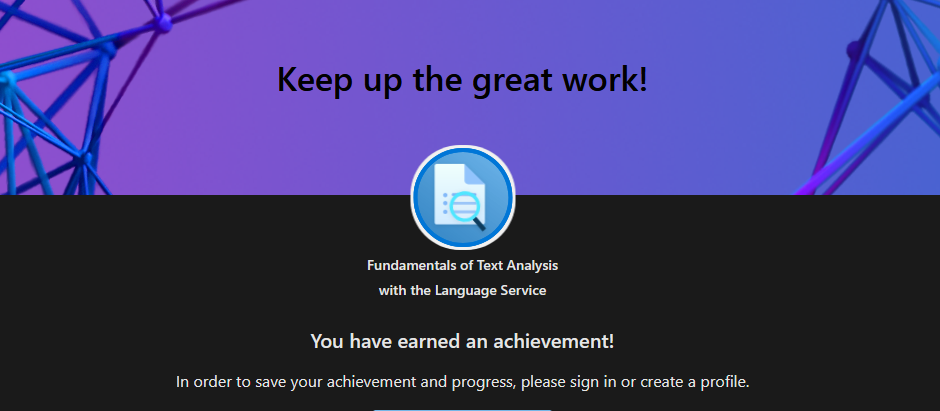 Keep up the great work!
Fundamentals of Text Analysis
with the Language Service
You have earned an achievement!
In order to save your achievement and progress, please sign in or create a profile.